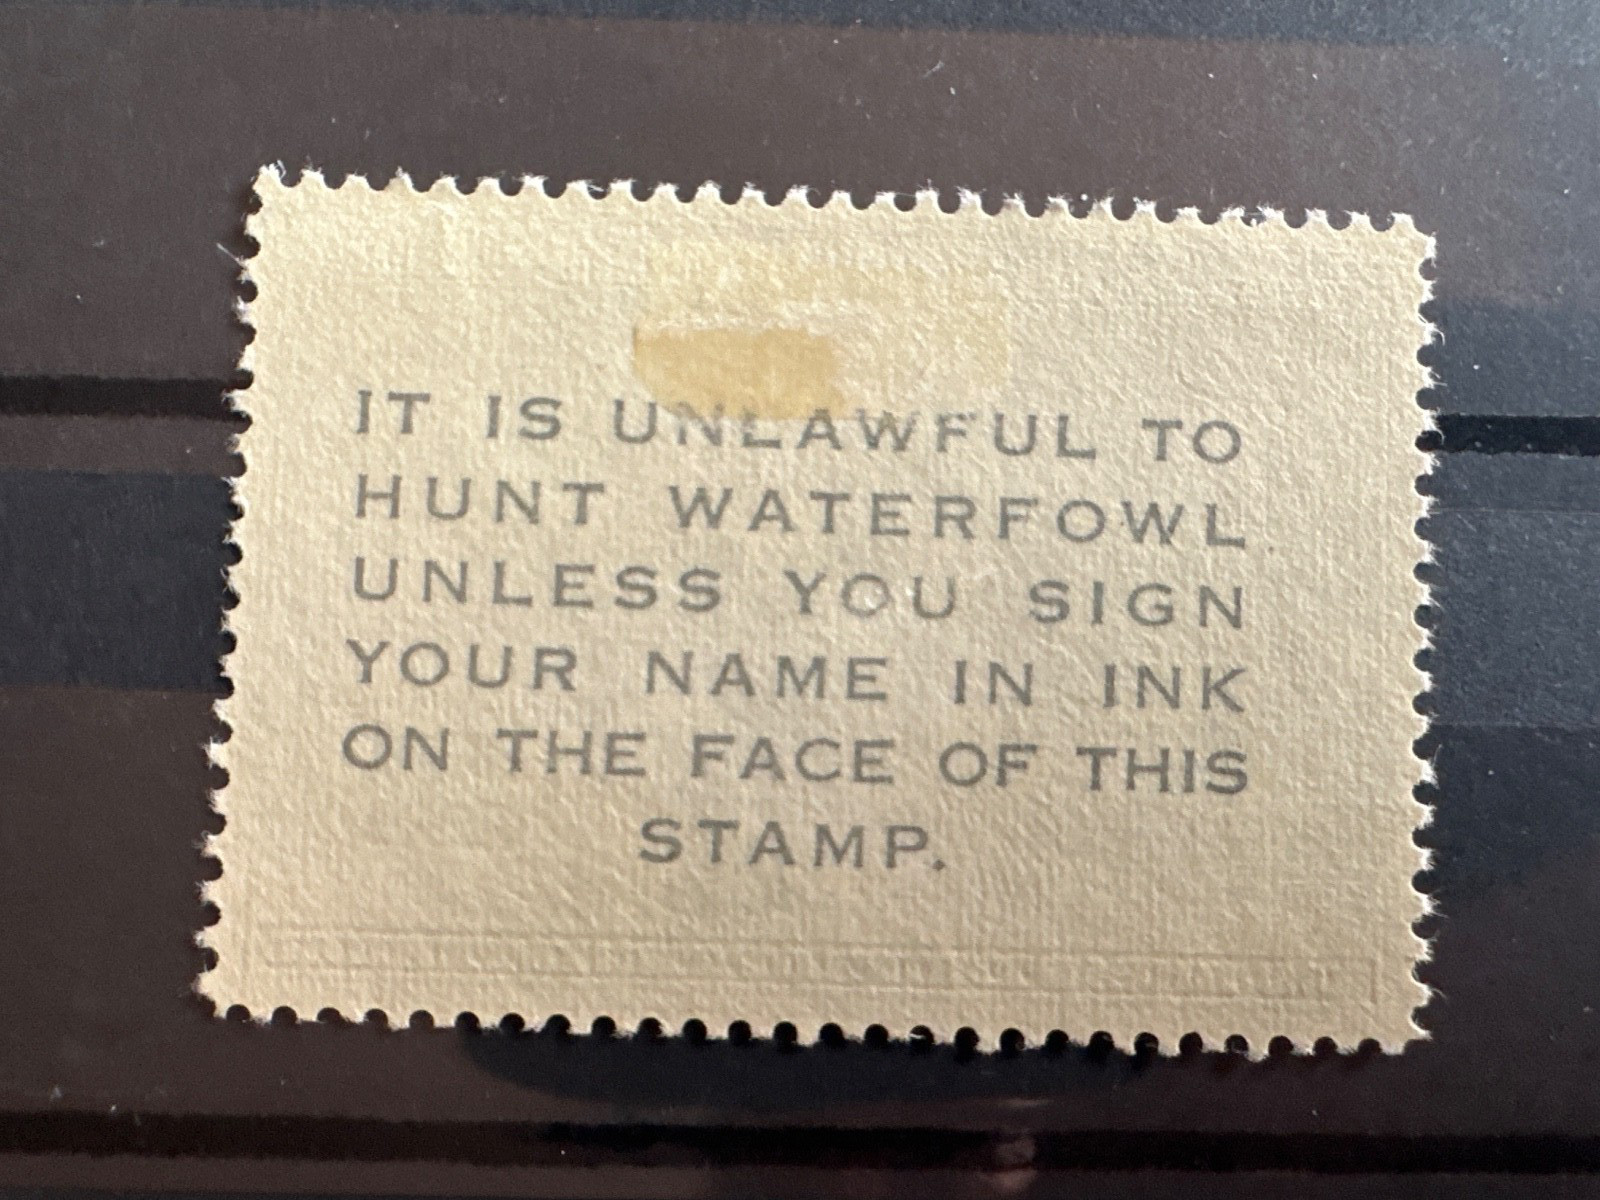 IT IS UNLAWFUL TO
HUNT WATERFOWL
UNLESS YOU SIGN
YOUR NAME IN INK
ON THE FACE OF THIS
STAMP.